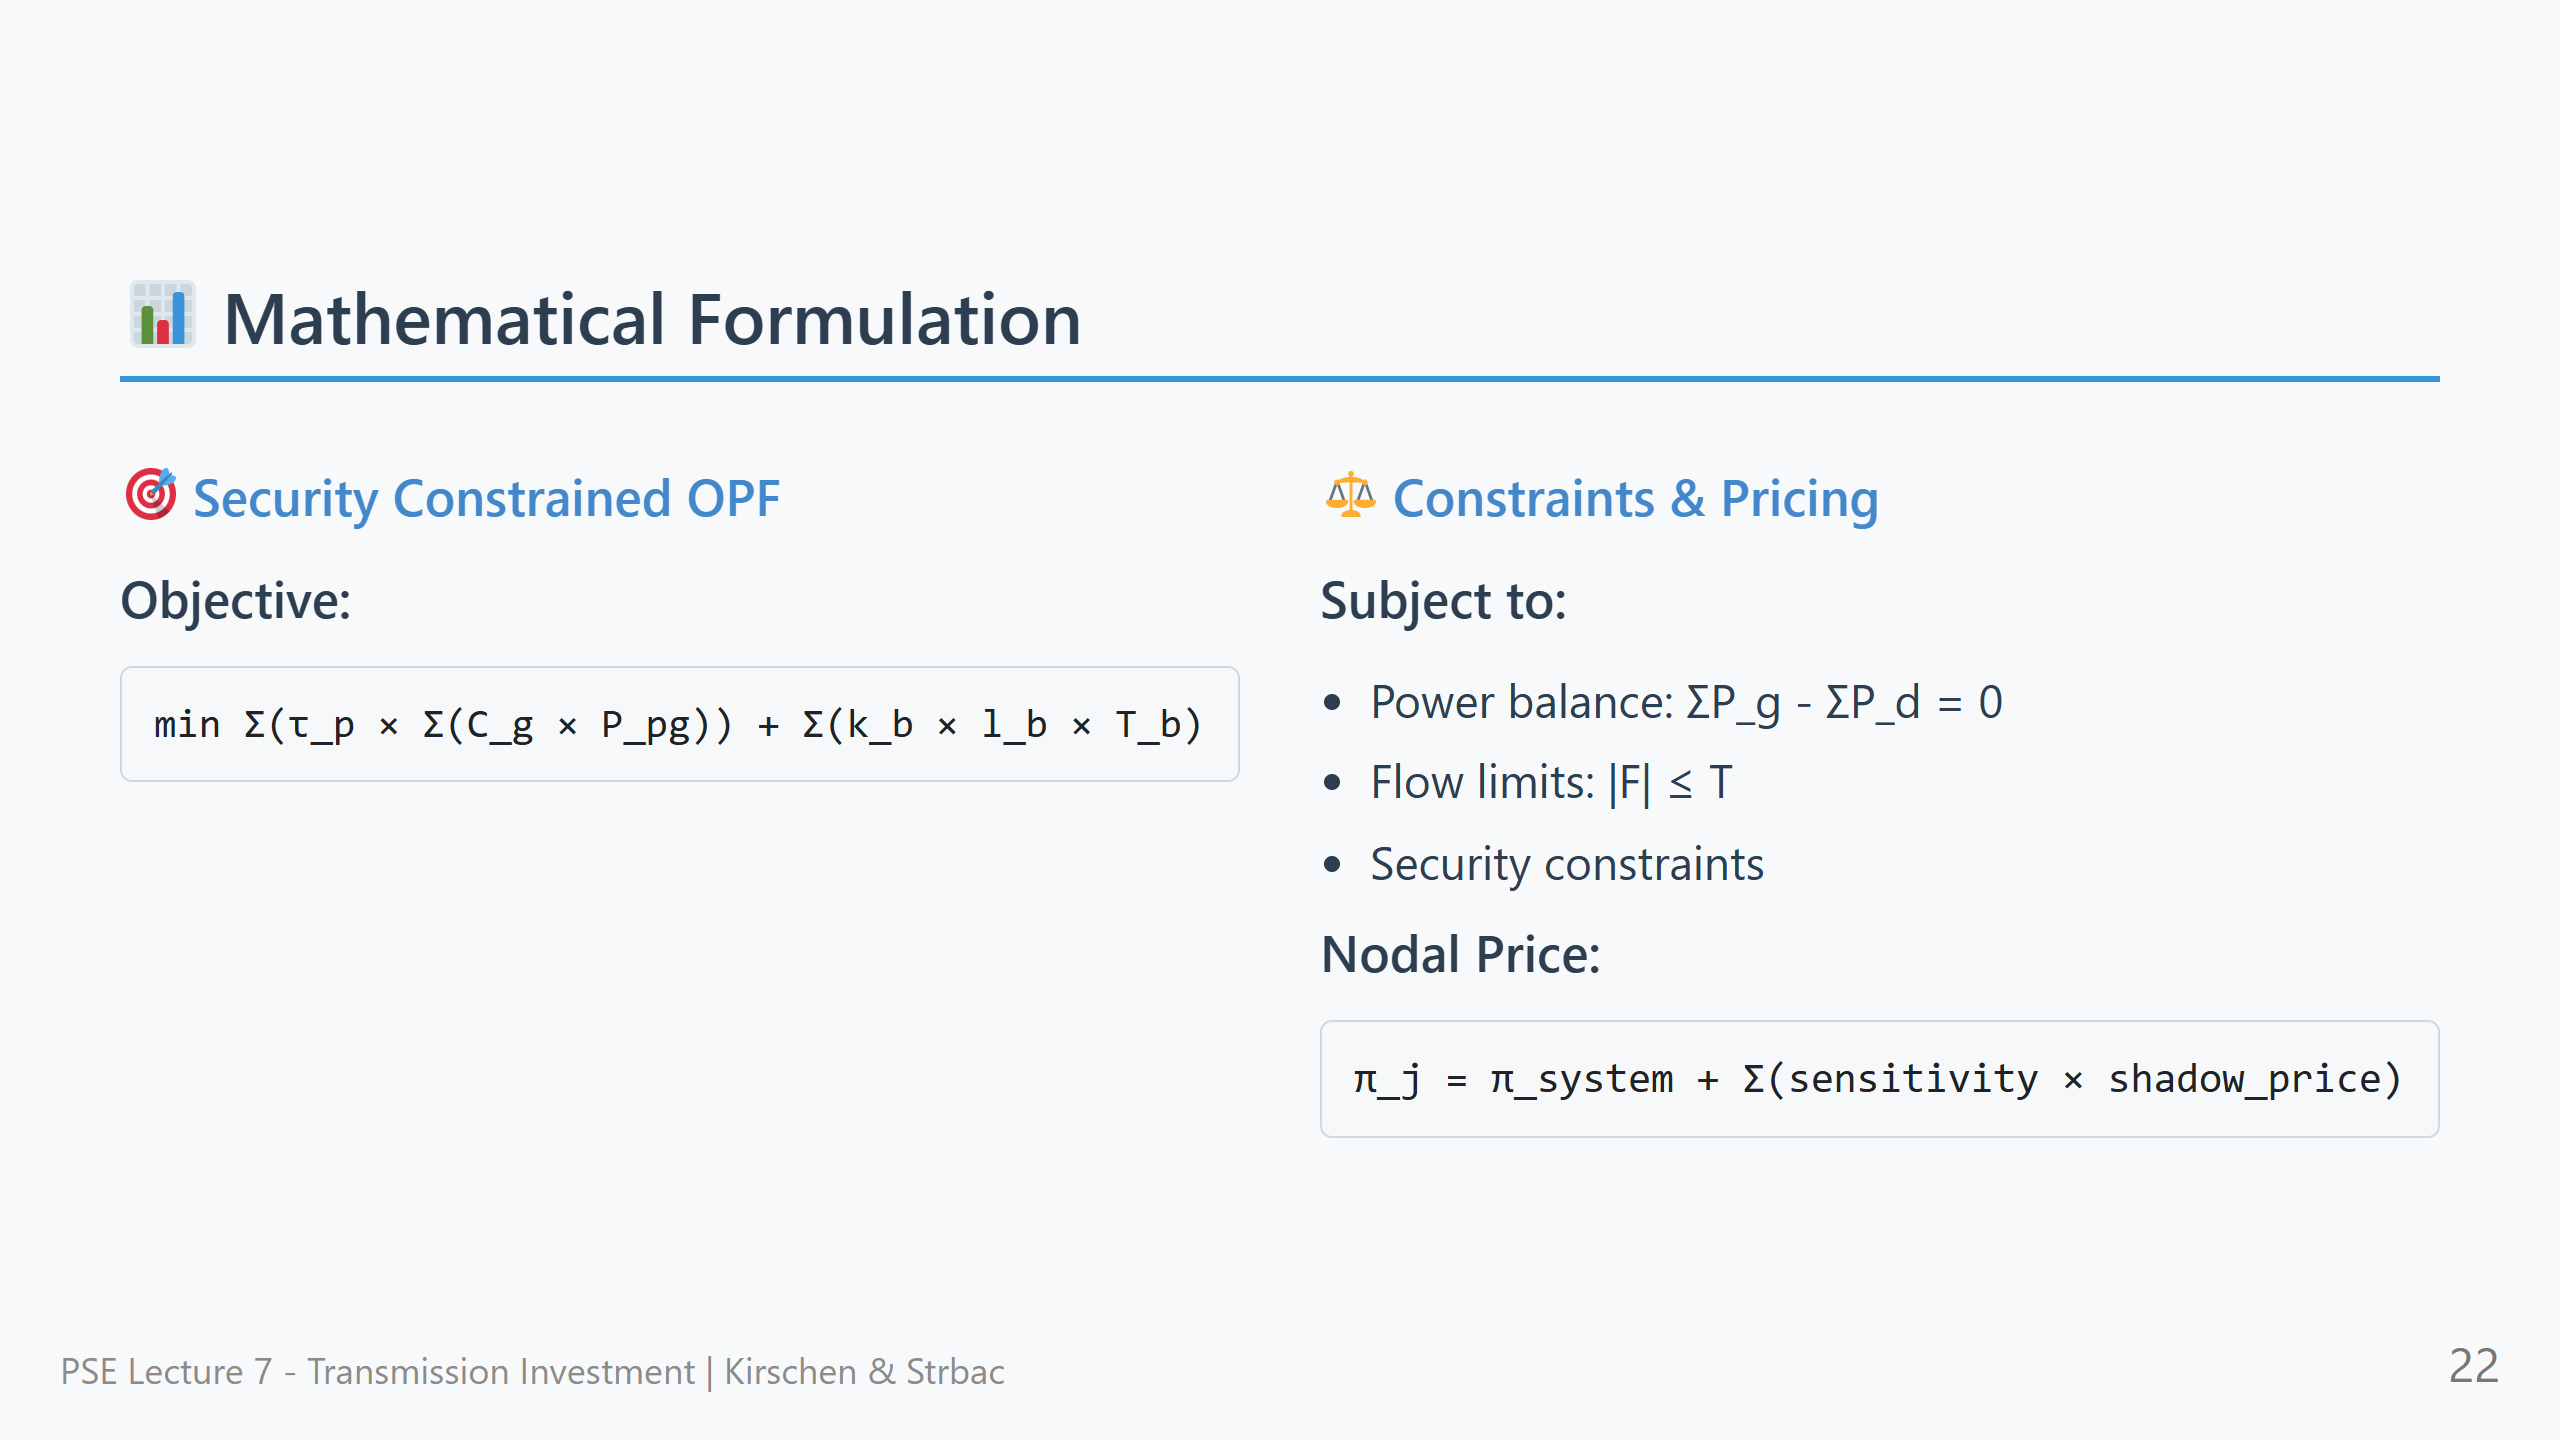 📊 Mathematical Formulation
🎯 Security Constrained OPF
Objective:
min Σ(τ_p × Σ(C_g × P_pg)) + Σ(k_b × l_b × T_b)
⚖️ Constraints & Pricing
Subject to:
• Power balance: ΣP_g - ΣP_d = 0
• Flow limits: |F| ≤ T
• Security constraints
Nodal Price:
π_j = π_system + Σ(sensitivity × shadow_price)
PSE Lecture 7 - Transmission Investment | Kirschen & Strbac
22